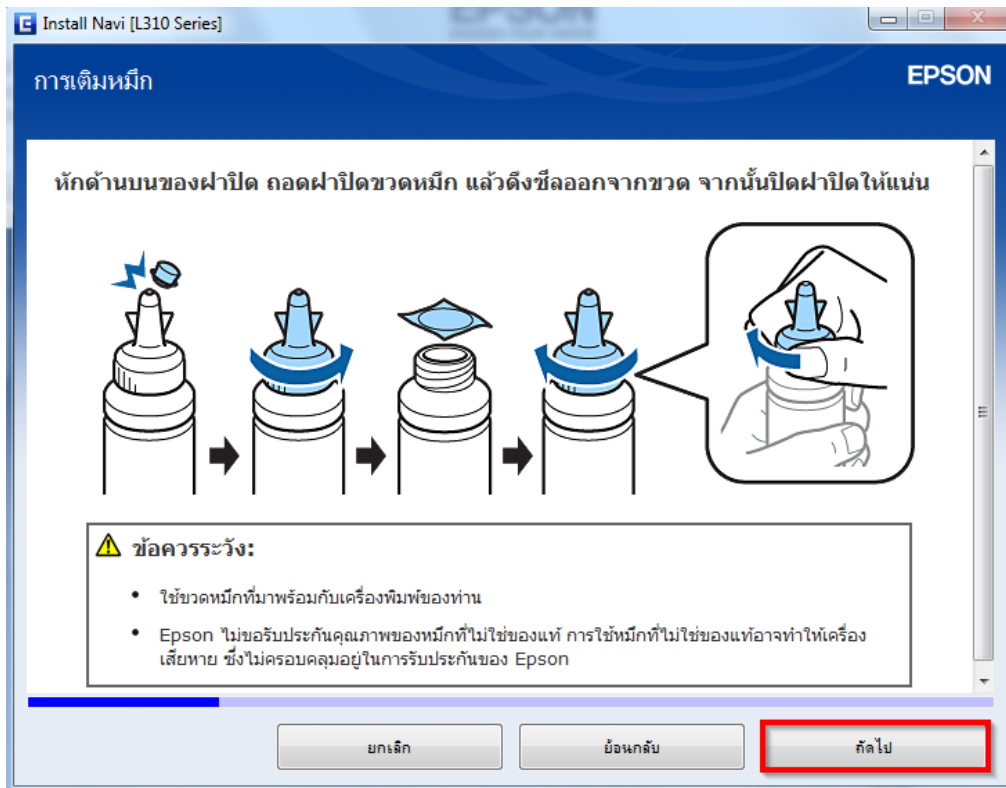 Install Navi [L310 Series]
การเติมหมึก
EPSON
หักด้านบนของฝาปิด ถอดฝาปิดขวดหมึก แล้วดึงซีลออกจากขวด จากนั้นปิดฝาปิดให้แน่น
ข้อควรระวัง:
• ใช้ขวดหมึกที่มาพร้อมกับเครื่องพิมพ์ของท่าน
• Epson ไม่ขอรับประกันคุณภาพของหมึกที่ไม่ใช่ของแท้ การใช้หมึกที่ไม่ใช่ของแท้อาจทำให้เครื่อง
เสียหาย ซึ่งไม่ครอบคลุมอยู่ในการรับประกันของ Epson
ยกเลิก
ย้อนกลับ
ถัดไป